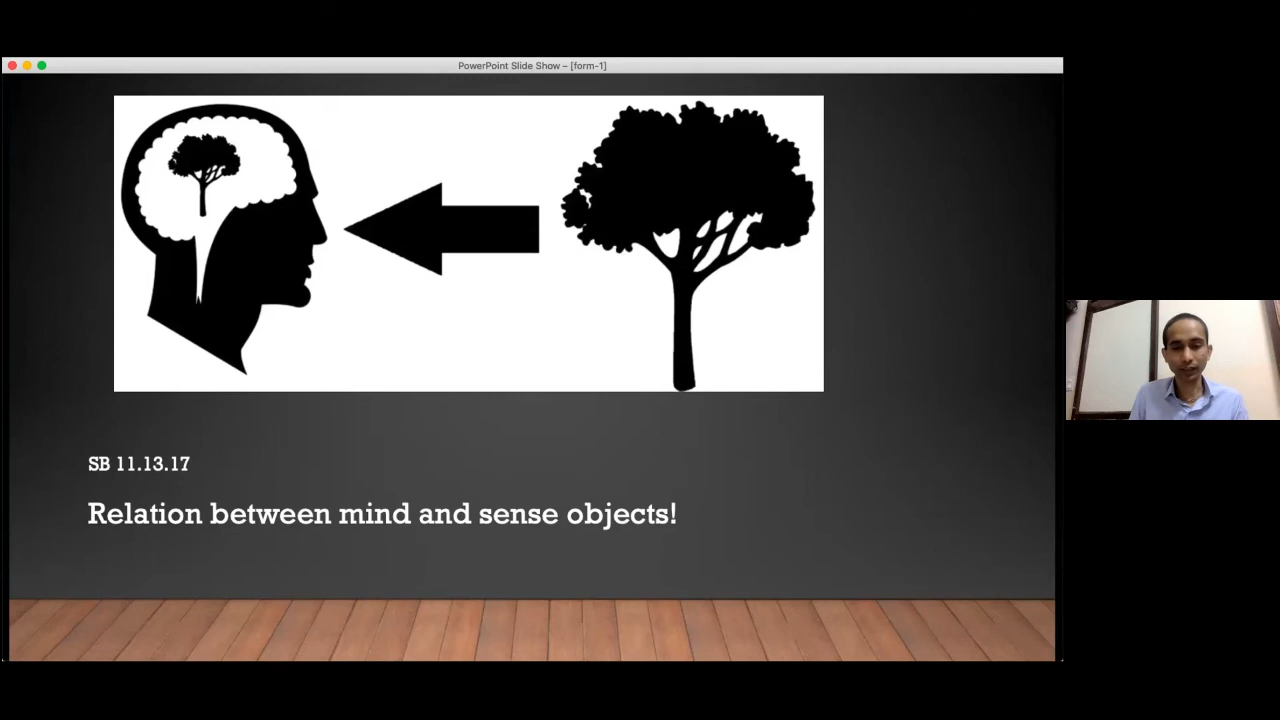 PowerPoint Slide Show – [form-1]
SB 11.13.17
Relation between mind and sense objects!